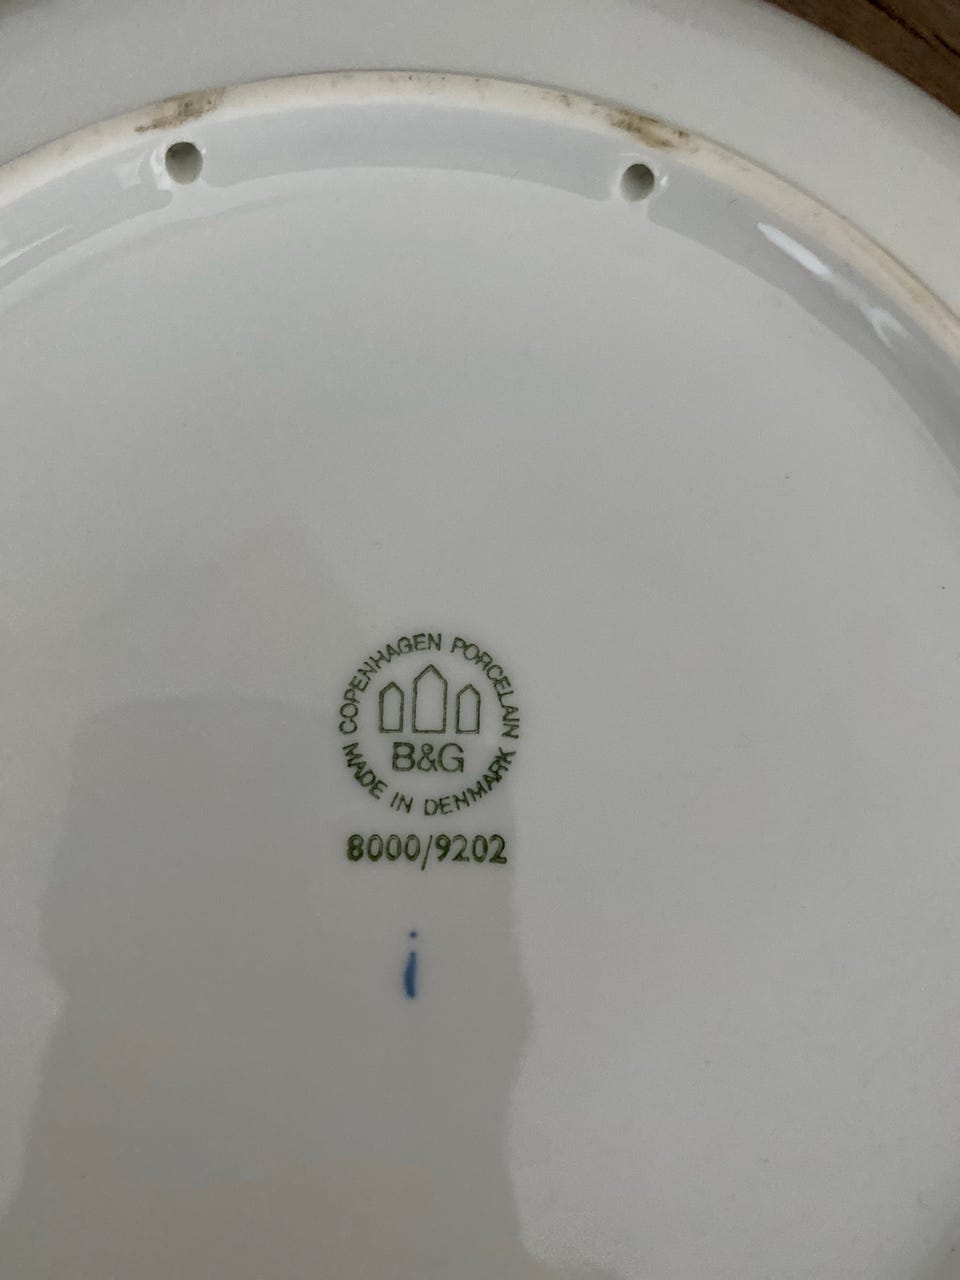 COPENHAGEN PORCELAIN
B&G
MADE IN DENMARK
8000/9202
i